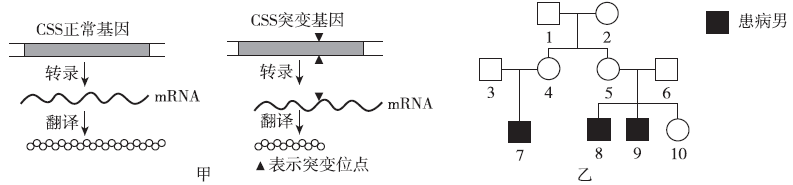 CSS正常基因
转录
mRNA
翻译
CSS突变基因
转录
mRNA
翻译
▲表示突变位点
甲
1 2
3 4 5 6
7 8 9 10
乙
患病男